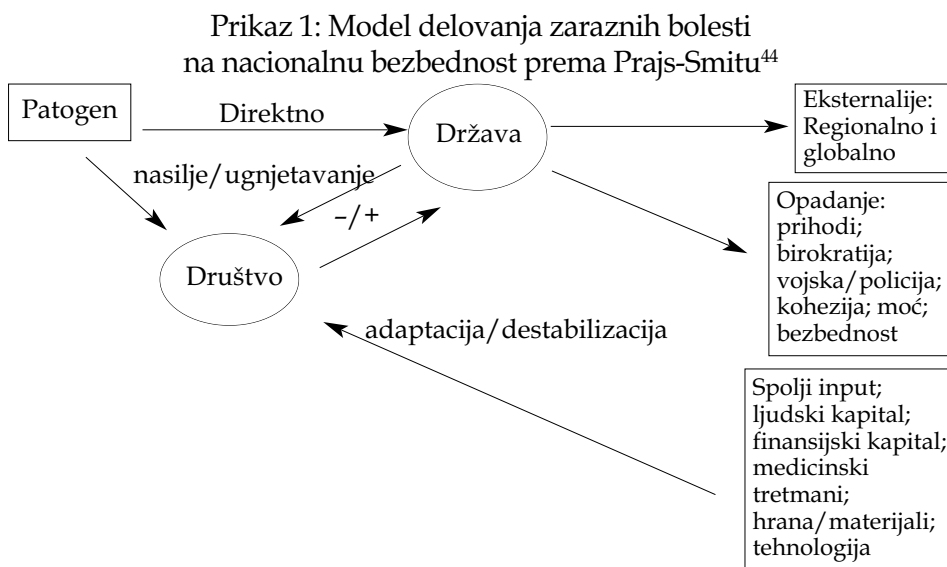 Prikaz 1: Model delovanja zaraznih bolesti
na nacionalnu bezbednost prema Prajs-Smitu⁴⁴
Patogen
Direktno
Država
Eksternalije:
Regionalno i
globalno
nasilje/ugnjetavanje
–/+
Društvo
Opadanje:
prihodi;
birokratija;
vojska/policija;
kohezija; moć;
bezbednost
adaptacija/destabilizacija
Spolji input;
ljudski kapital;
finansijski kapital;
medicinski
tretmani;
hrana/materijali;
tehnologija